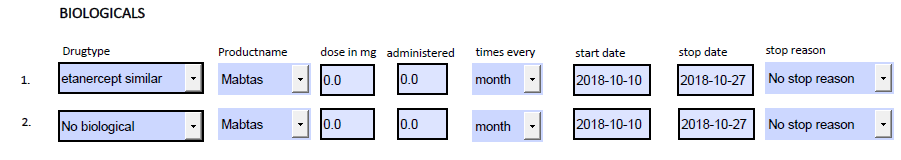 BIOLOGICALS
Drugtype Productname dose in mg administered times every start date stop date stop reason
1. etanercept similar Mabtas 0.0 0.0 month 2018-10-10 2018-10-27 No stop reason
2. No biological Mabtas 0.0 0.0 month 2018-10-10 2018-10-27 No stop reason